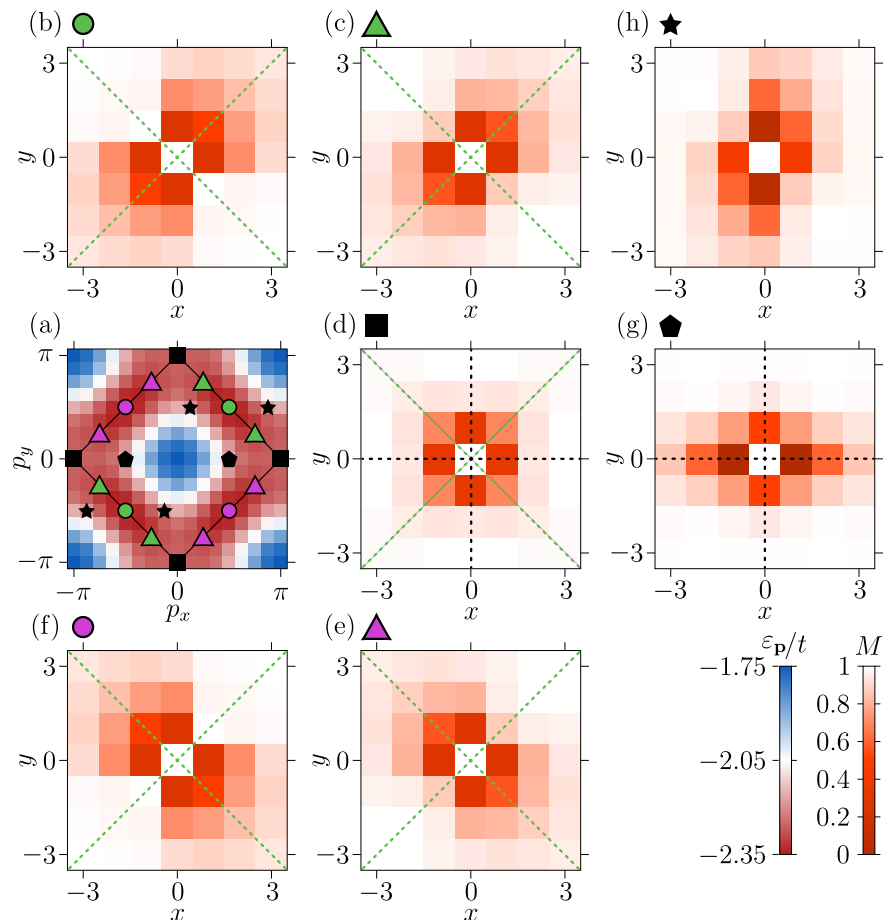 (b) (c) (h)
3 3 3
y 0 y 0 y 0
−3 −3 −3
−3 0 3 −3 0 3 −3 0 3
x x x
(a) (d) (g)
π 3 3
p_y 0 y 0 y 0
−π −3 −3
−π 0 π −3 0 3 −3 0 3
p_x x x
(f) (e)
ε_p/t M
3 3 −1.75 1
0.8
0.6
y 0 y 0 −2.05
0.4
0.2
−3 −3 −2.35 0
−3 0 3 −3 0 3
x x